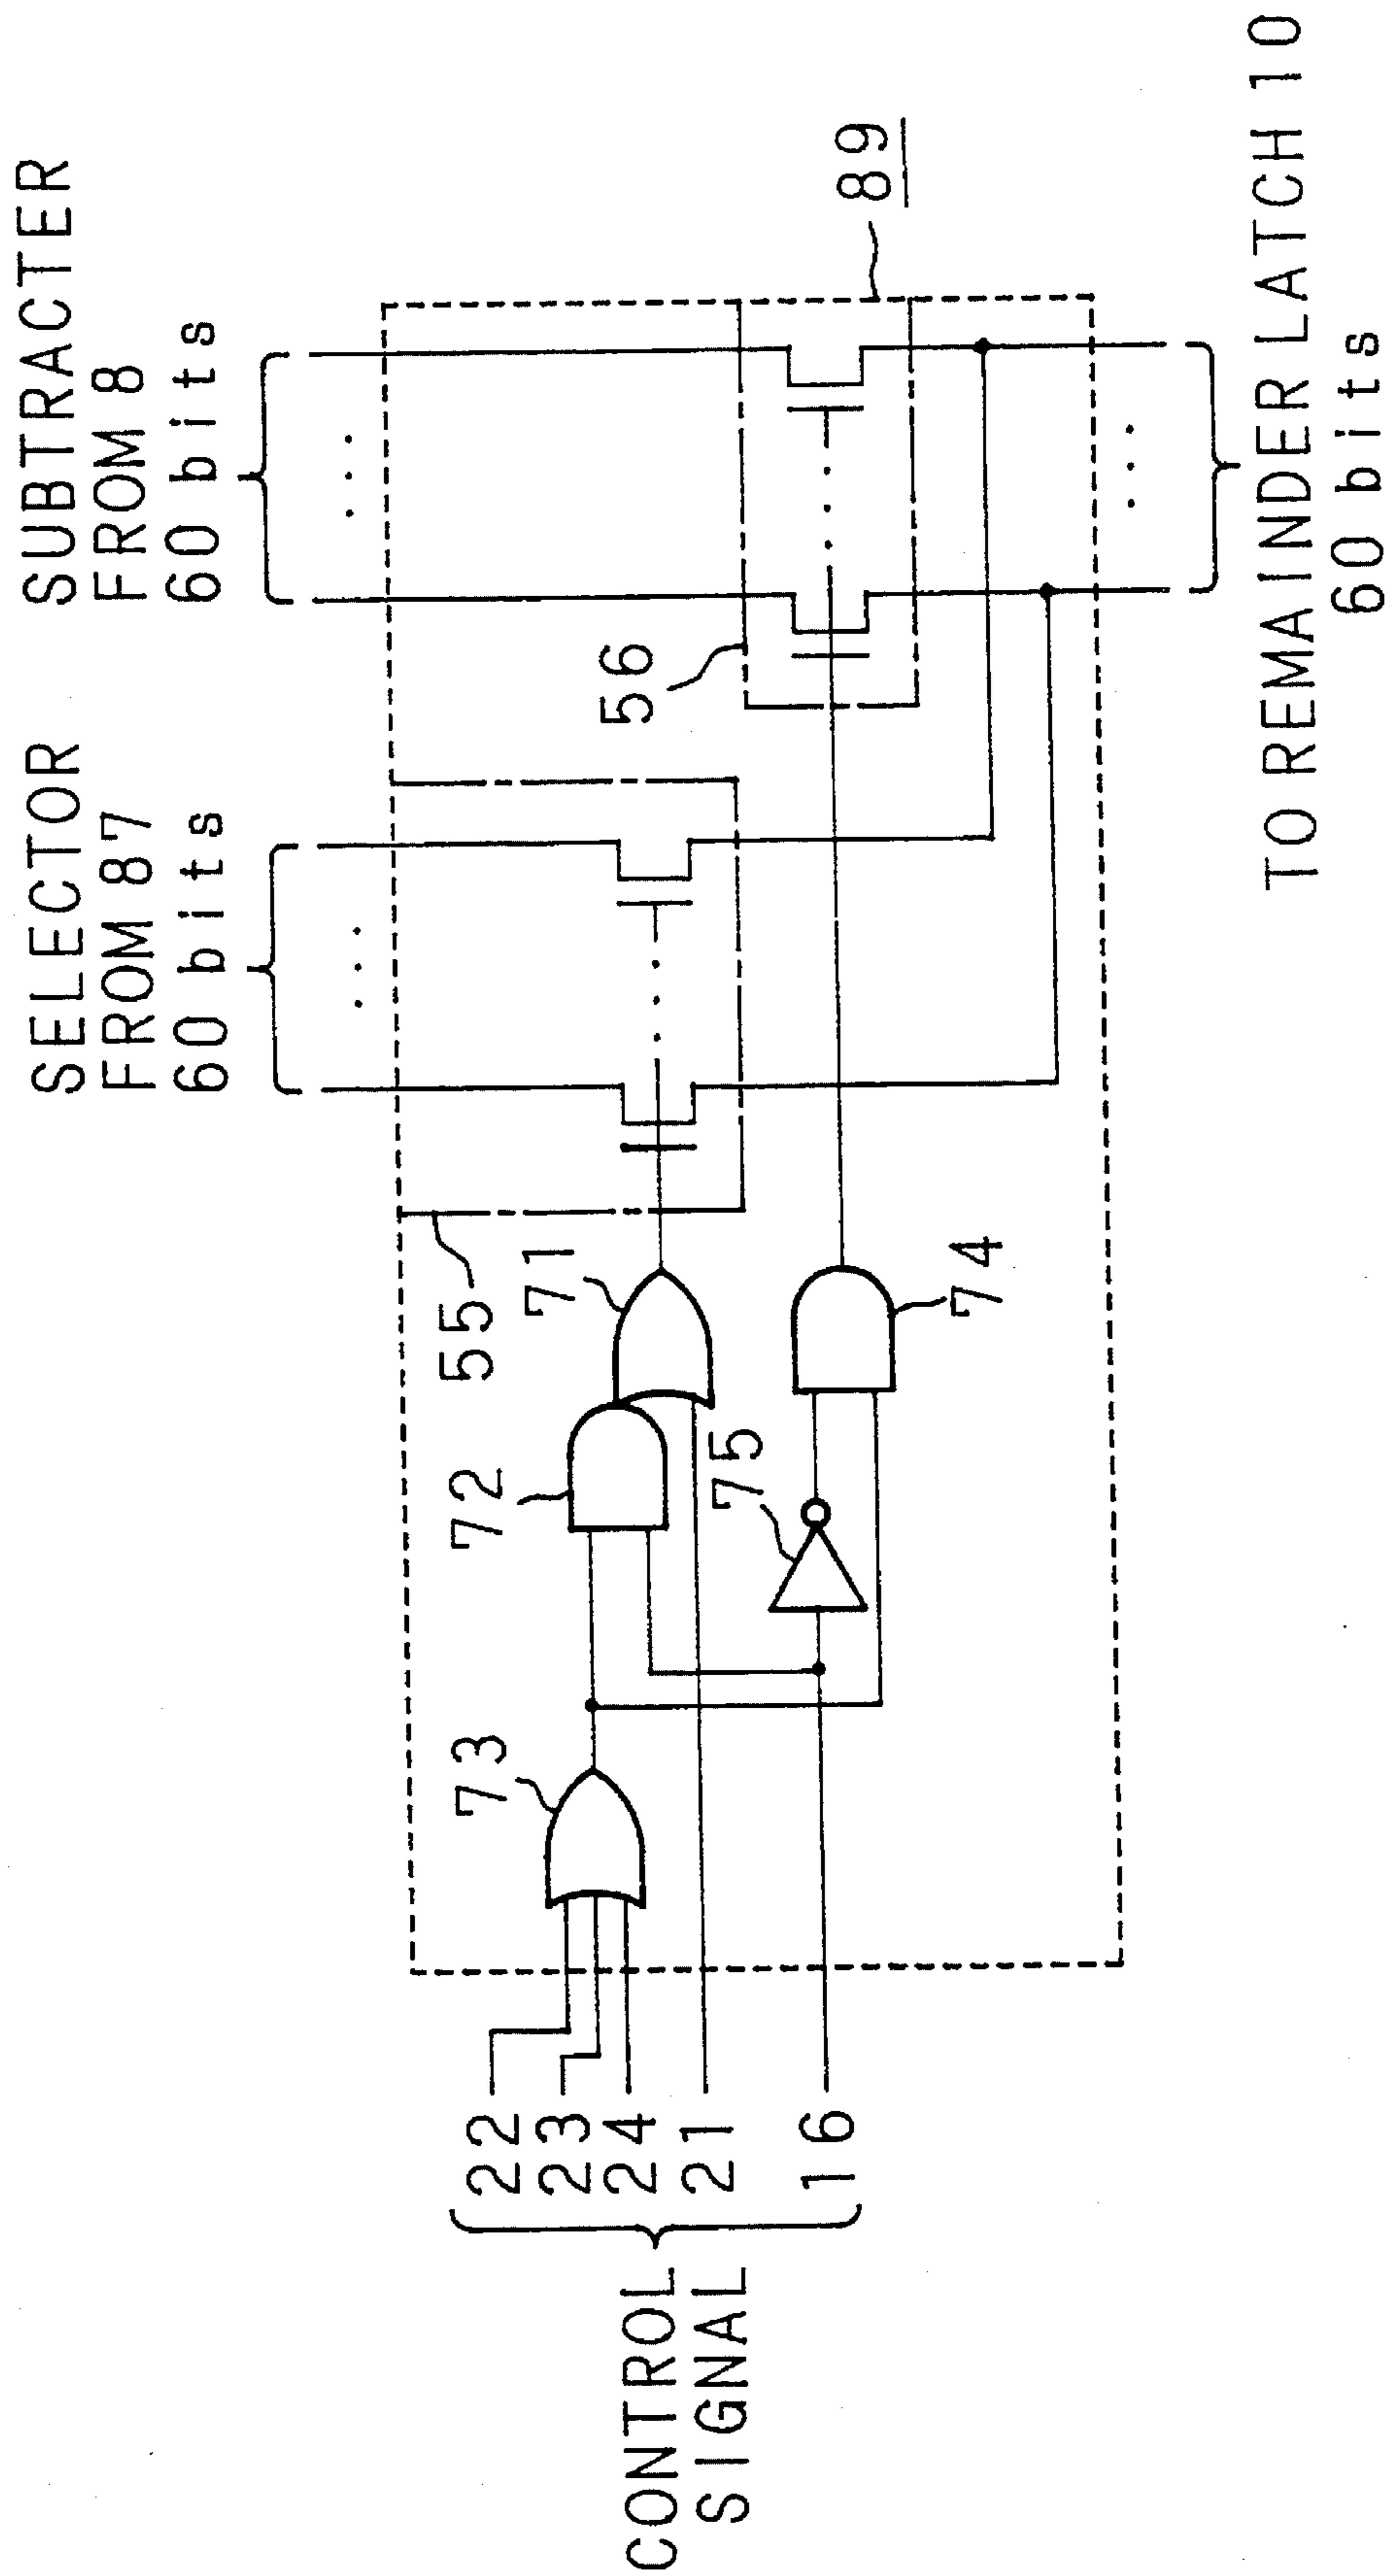 SELECTOR
FROM 87
60 bits
SUBTRACTER
FROM 8
60 bits
56
89
55
71
72
73
74
75
22
23
24
21
16
CONTROL
SIGNAL
TO REMAINDER LATCH 10
60 bits